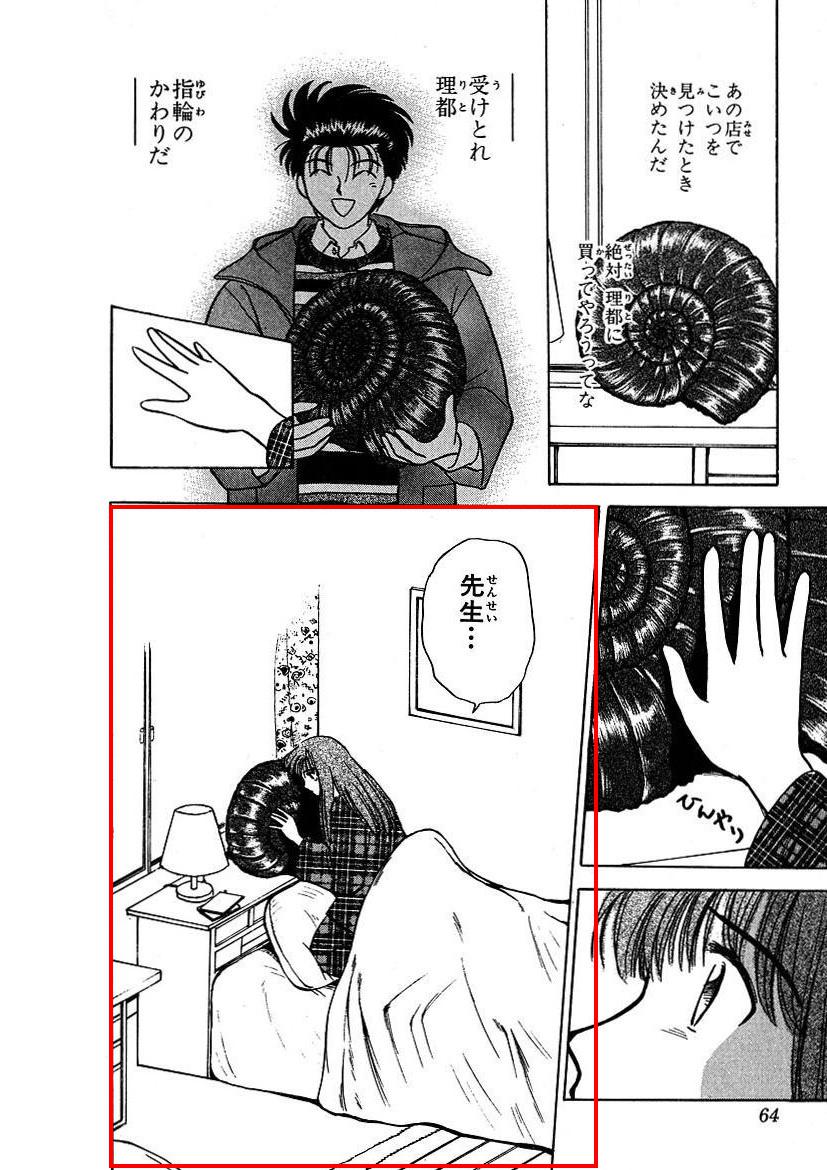 あの店で
こいつを
見つけたとき
決めたんだ
絶対 理都に
買ってやろうってな
受けとれ
理都
指輪の
かわりだ
ひんやり
先生…
64